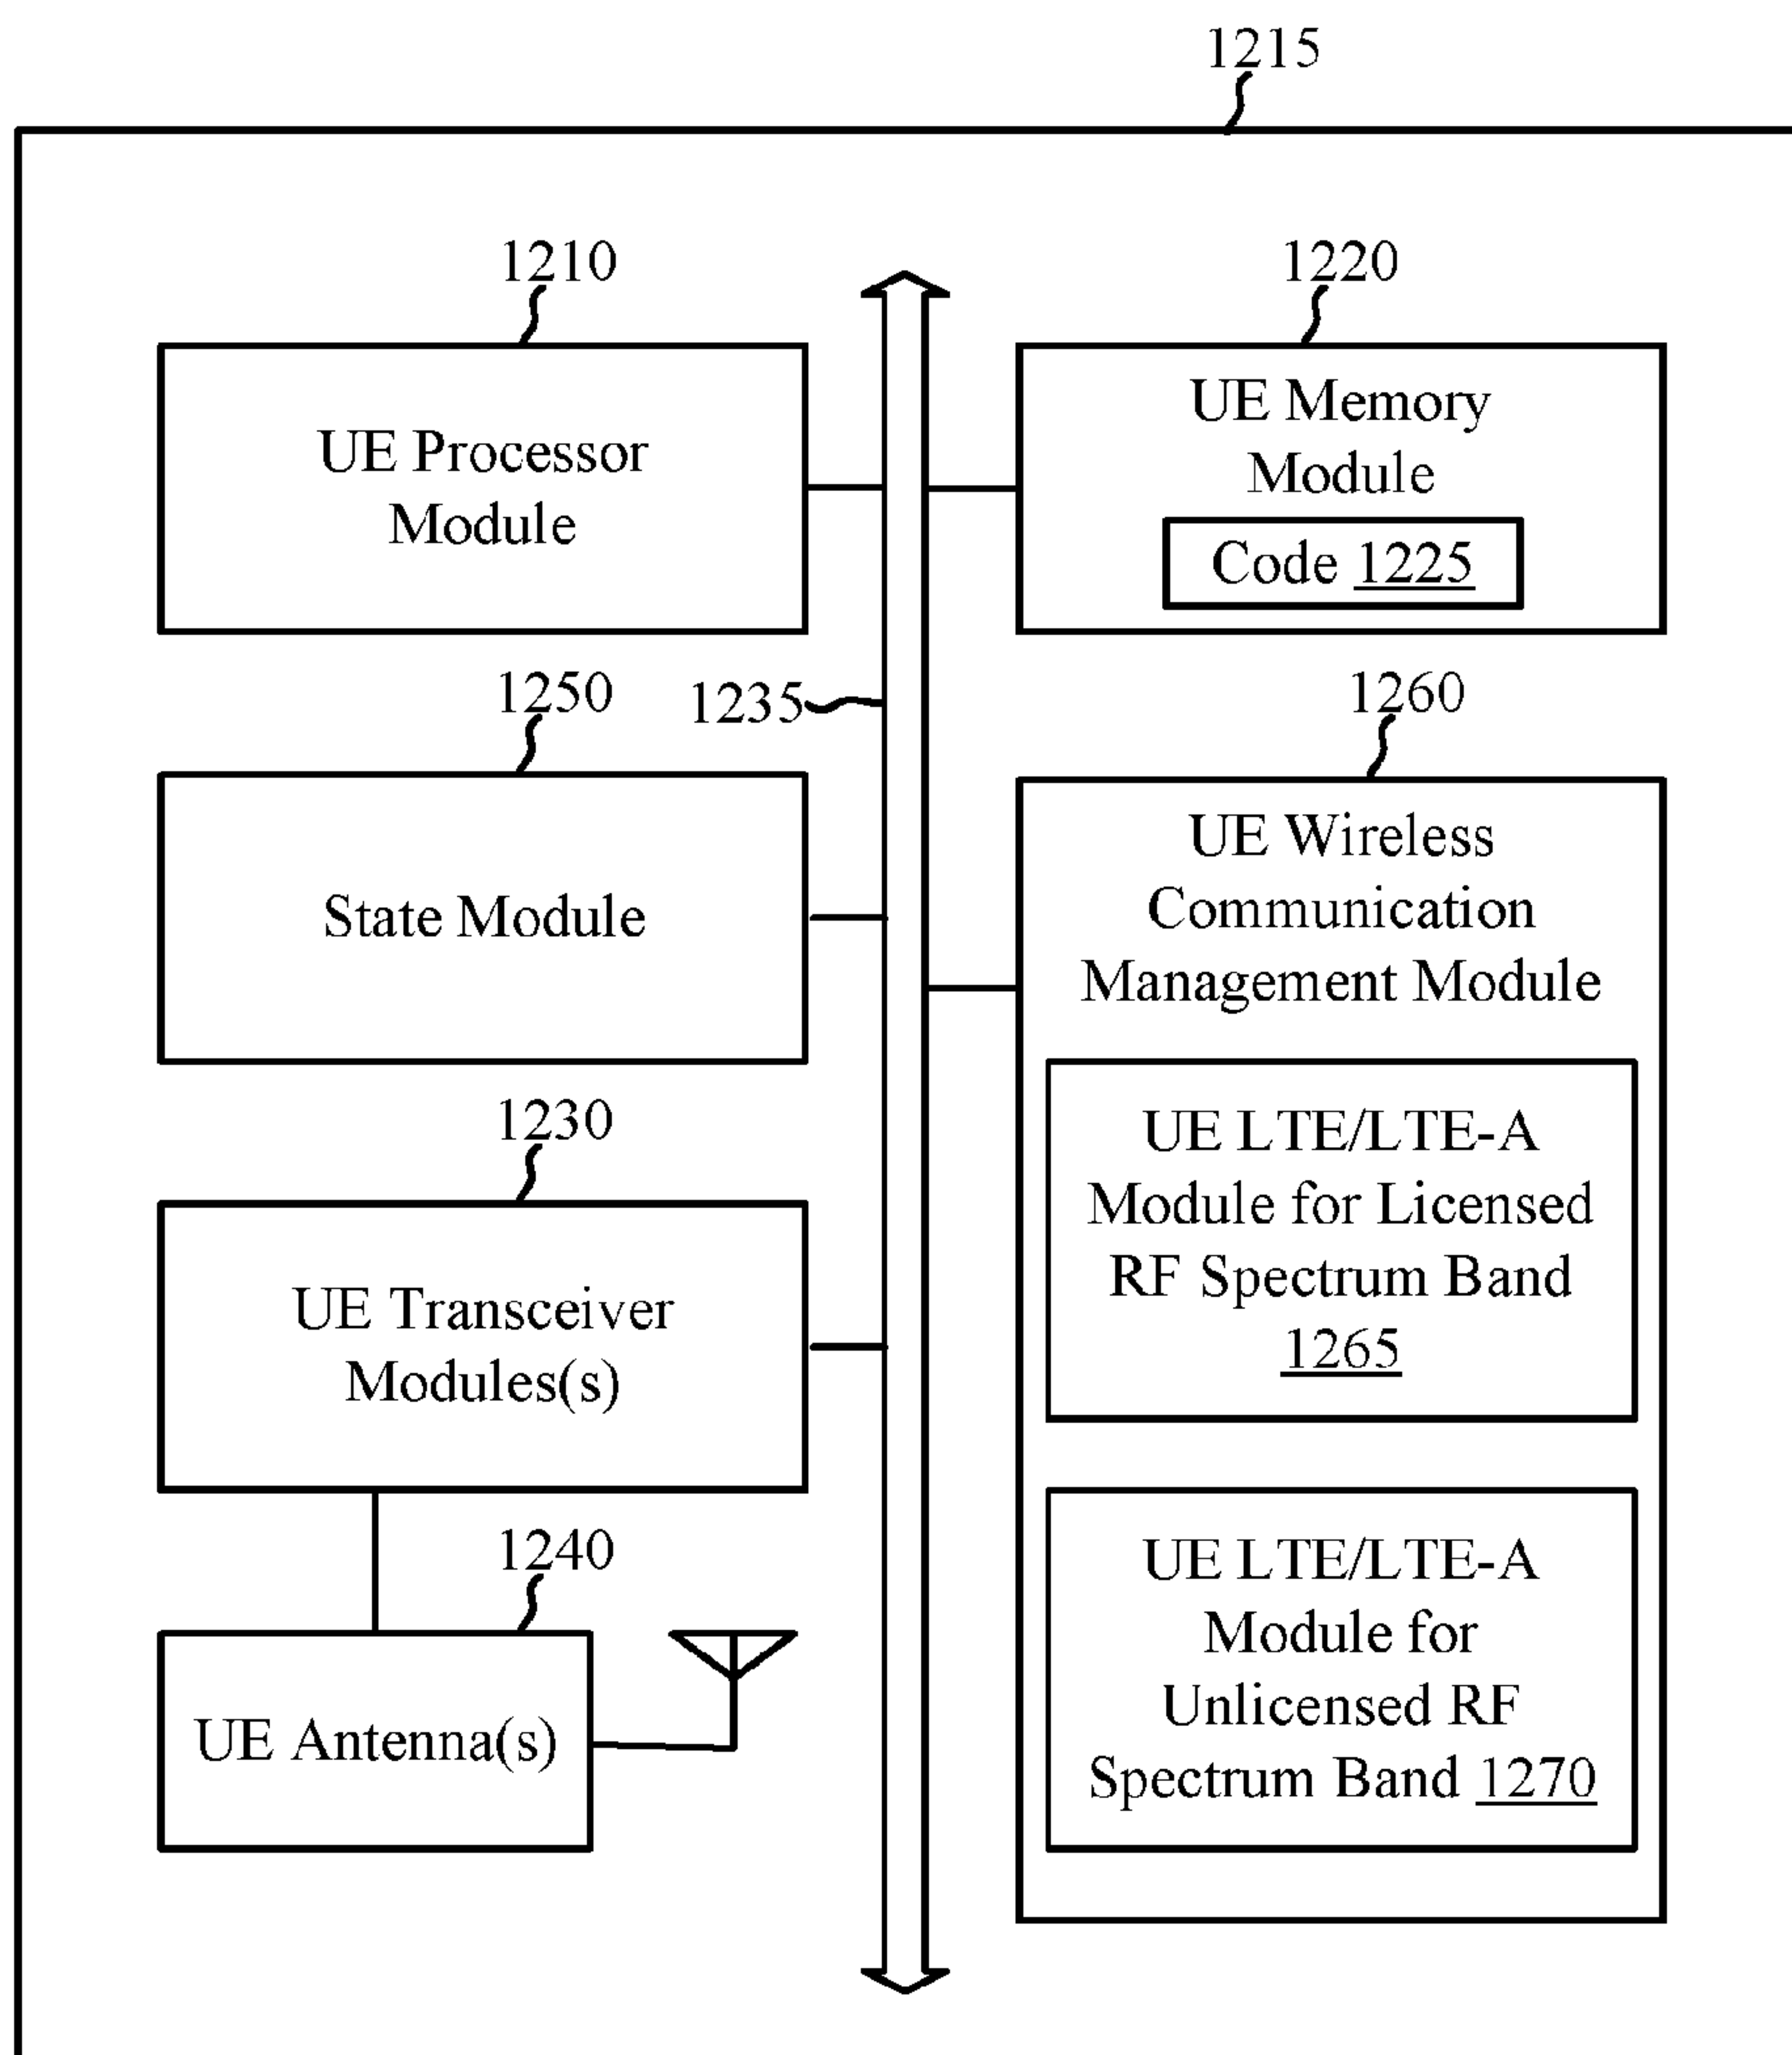 1215
1210
UE Processor
Module
1220
UE Memory
Module
Code 1225
1250
State Module
1235
1260
UE Wireless
Communication
Management Module
UE LTE/LTE-A
Module for Licensed
RF Spectrum Band
1265
UE LTE/LTE-A
Module for
Unlicensed RF
Spectrum Band 1270
1230
UE Transceiver
Modules(s)
1240
UE Antenna(s)